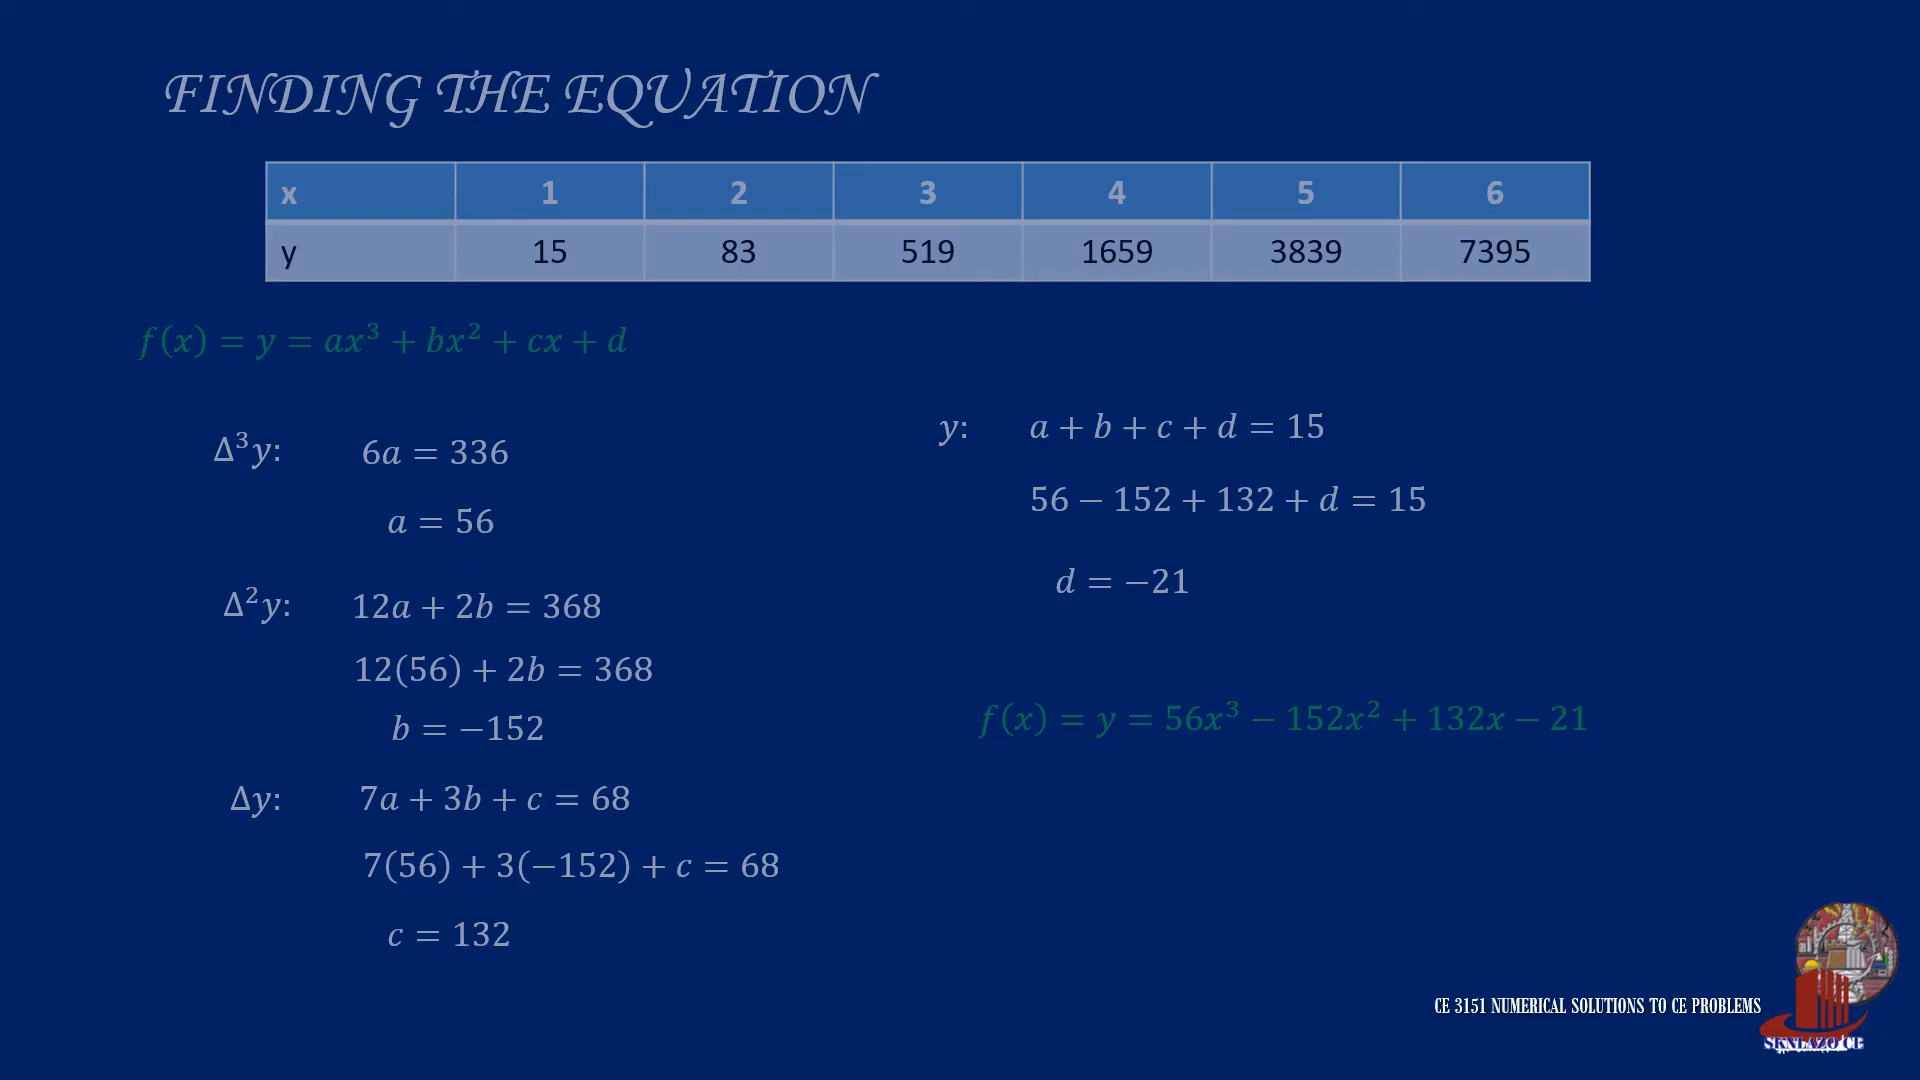 FINDING THE EQUATION
x 1 2 3 4 5 6
y 15 83 519 1659 3839 7395
f(x) = y = ax³ + bx² + cx + d
Δ³y: 6a = 336
a = 56
Δ²y: 12a + 2b = 368
12(56) + 2b = 368
b = −152
Δy: 7a + 3b + c = 68
7(56) + 3(−152) + c = 68
c = 132
y: a + b + c + d = 15
56 − 152 + 132 + d = 15
d = −21
f(x) = y = 56x³ − 152x² + 132x − 21
CE 3151 NUMERICAL SOLUTIONS TO CE PROBLEMS
SKNLAZO CE